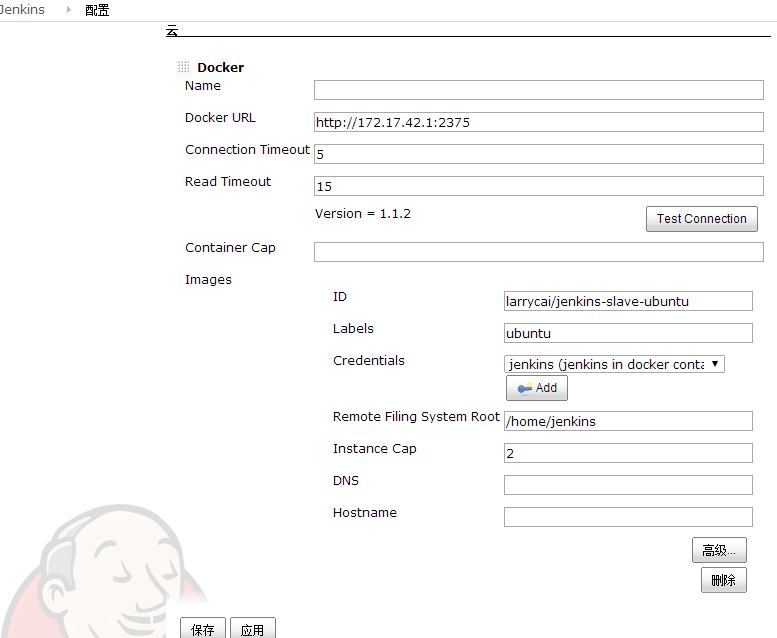 Jenkins 配置
云
Docker
Name
Docker URL http://172.17.42.1:2375
Connection Timeout 5
Read Timeout 15
Version = 1.1.2 Test Connection
Container Cap
Images
ID larrycai/jenkins-slave-ubuntu
Labels ubuntu
Credentials jenkins (jenkins in docker conta
Add
Remote Filing System Root /home/jenkins
Instance Cap 2
DNS
Hostname
高级...
删除
保存 应用